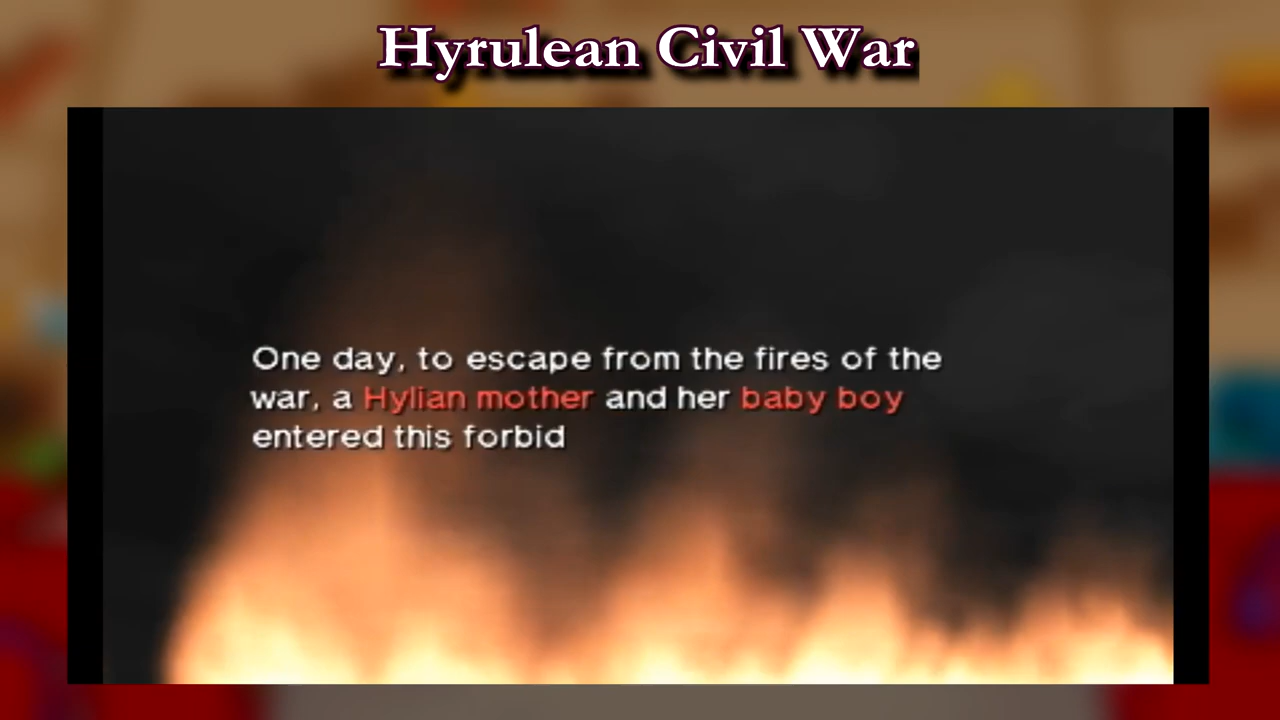 Hyrulean Civil War
One day, to escape from the fires of the
war, a Hylian mother and her baby boy
entered this forbid